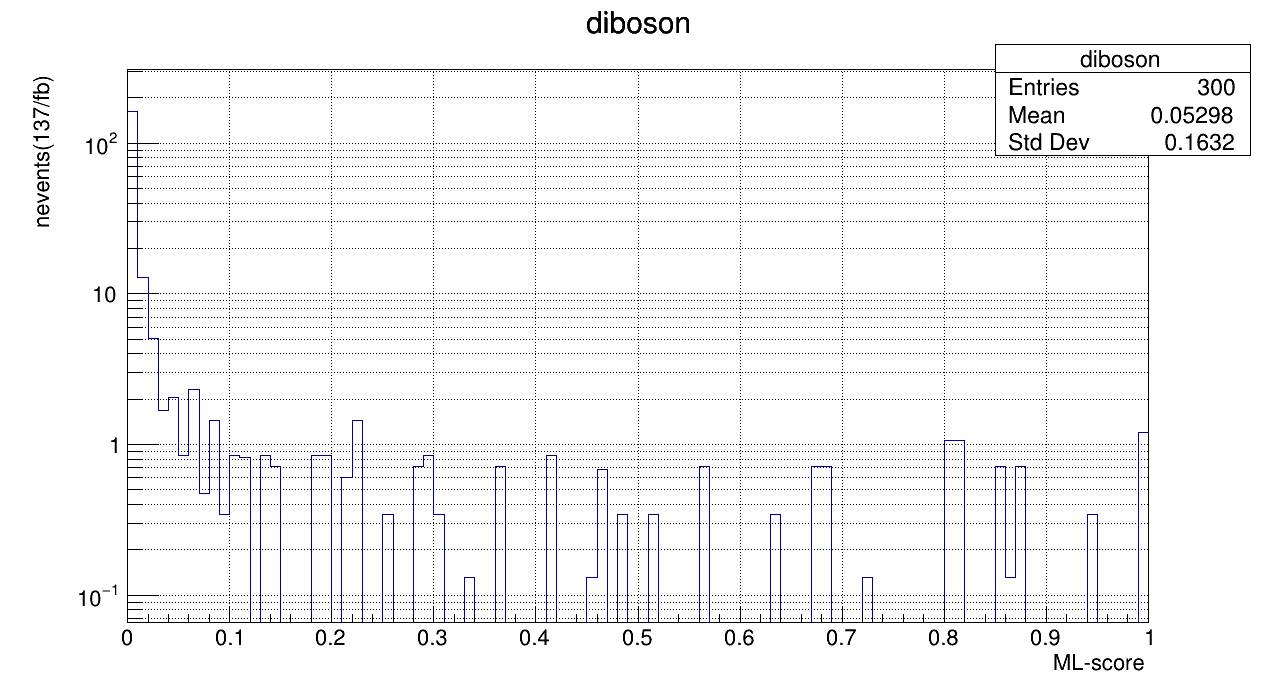 diboson
diboson
Entries 300
Mean 0.05298
Std Dev 0.1632
nevents(137/fb)
10²
10
1
10⁻¹
0 0.1 0.2 0.3 0.4 0.5 0.6 0.7 0.8 0.9 1
ML-score